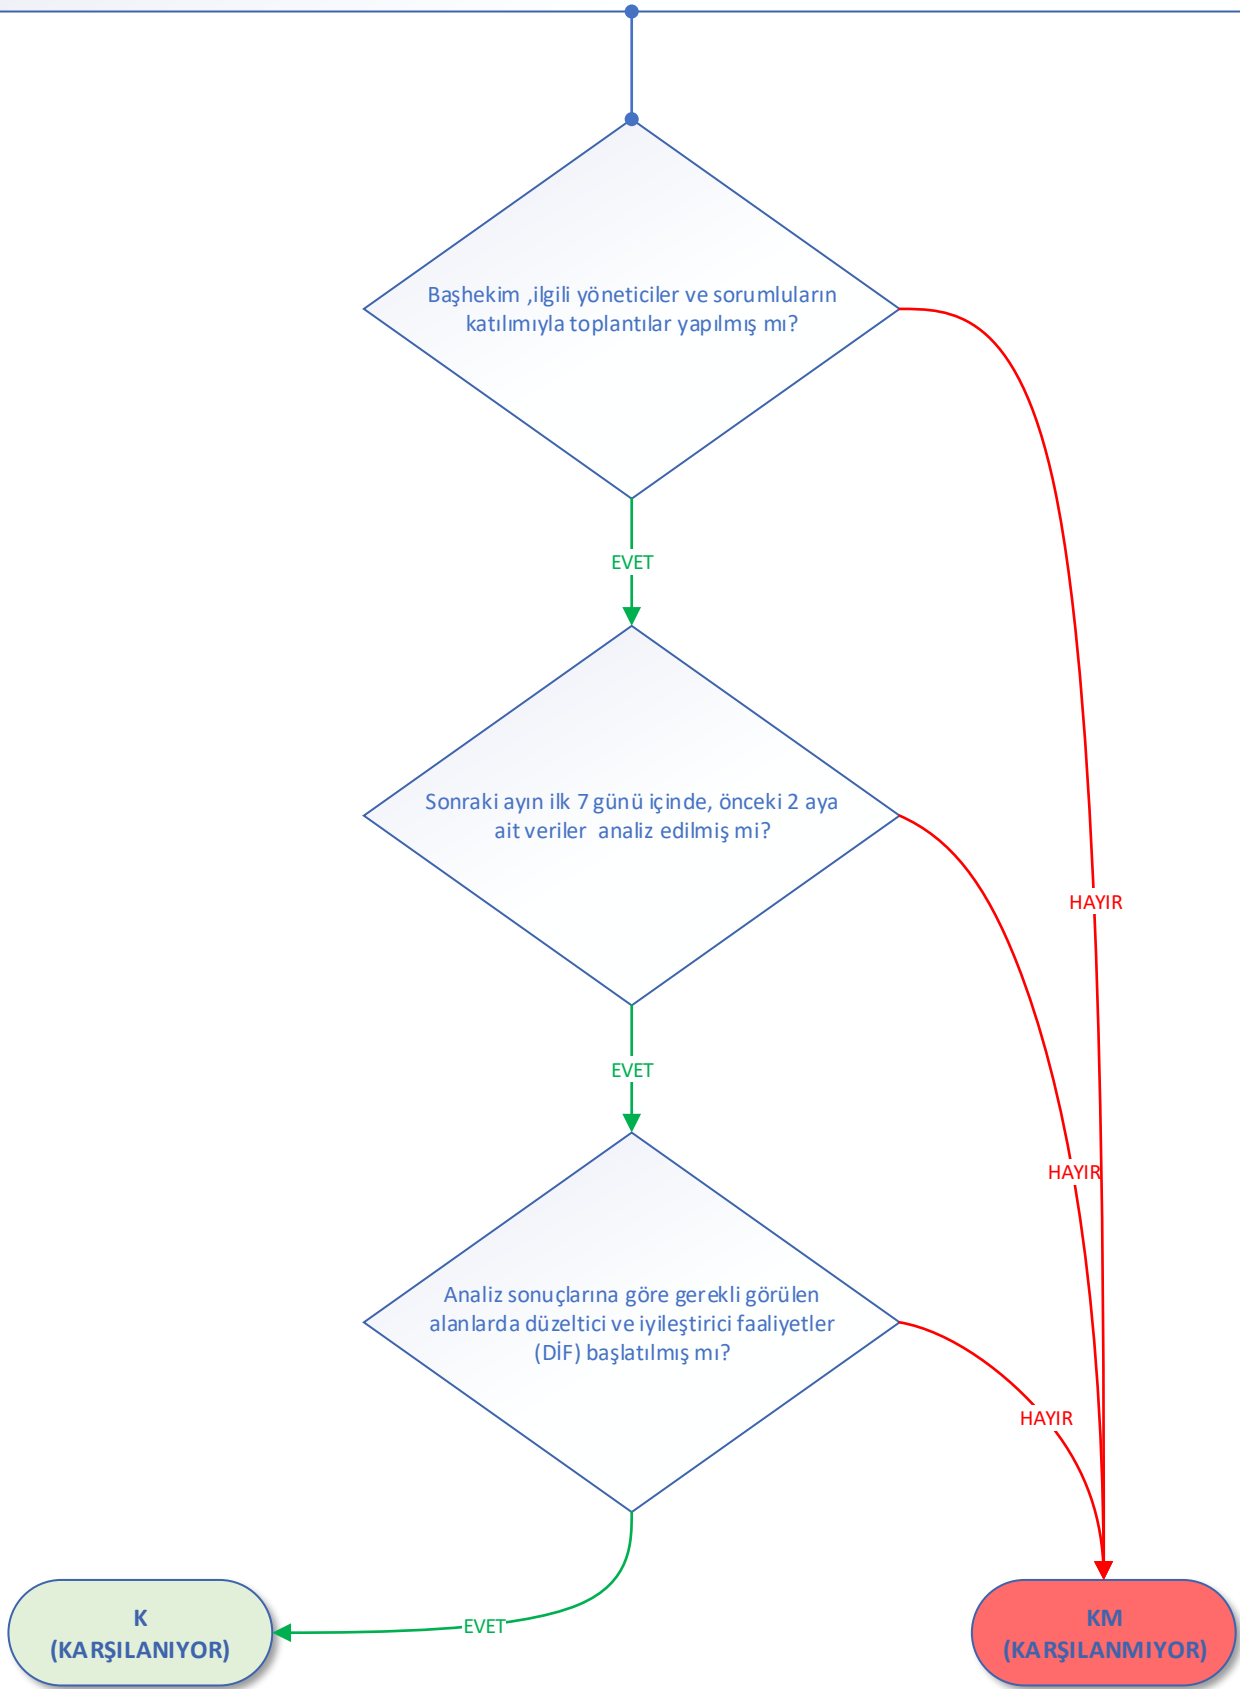 Başhekim ,ilgili yöneticiler ve sorumluların
katılımıyla toplantılar yapılmış mı?
EVET
Sonraki ayın ilk 7 günü içinde, önceki 2 aya
ait veriler  analiz edilmiş mi?
HAYIR
EVET
HAYIR
Analiz sonuçlarına göre gerekli görülen
alanlarda düzeltici ve iyileştirici faaliyetler
(DİF) başlatılmış mı?
HAYIR
EVET
K
(KARŞILANIYOR)
KM
(KARŞILANMIYOR)